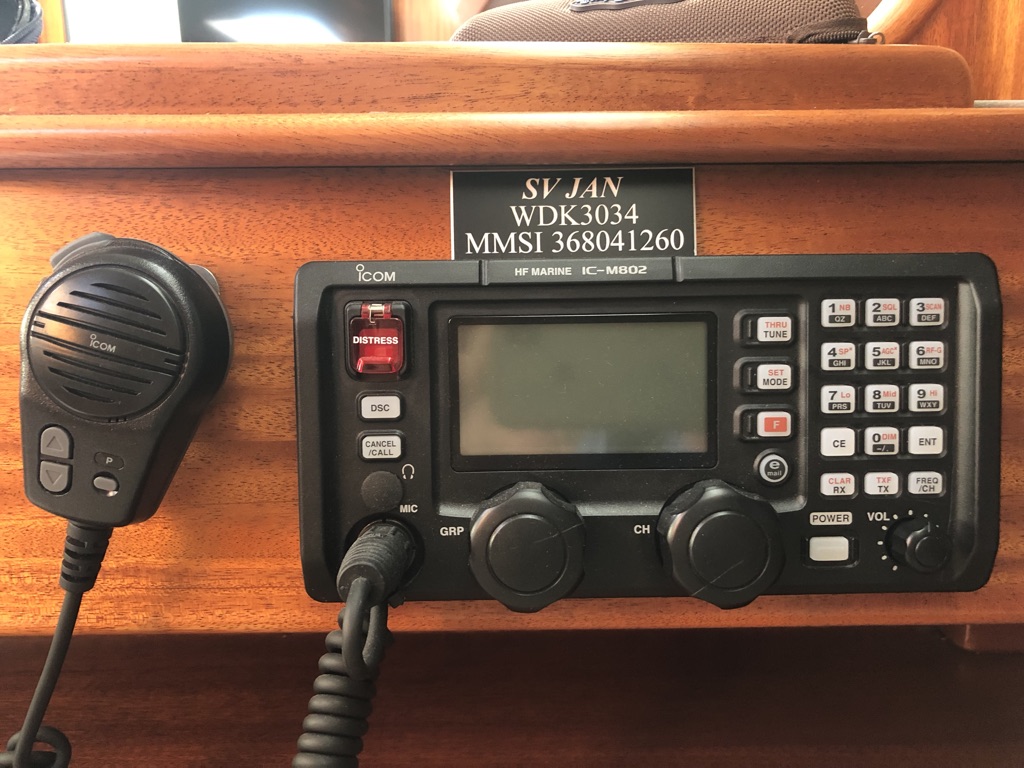 SV JAN
WDK3034
MMSI 368041260
ICOM
HF MARINE IC-M802
ICOM
DISTRESS
DSC
CANCEL
/CALL
MIC
GRP
CH
THRU
TUNE
SET
MODE
F
e
mail
1 NB
QZ
2 SGL
ABC
3 SCAN
DEF
4 SP
GHI
5 AGC
JKL
6 RF-G
MNO
7 Lo
PRS
8 Mid
TUV
9 Hi
WXY
CE
0 DIM
–/.
ENT
CLAR
RX
TXF
TX
FREQ
/CH
POWER
VOL
P